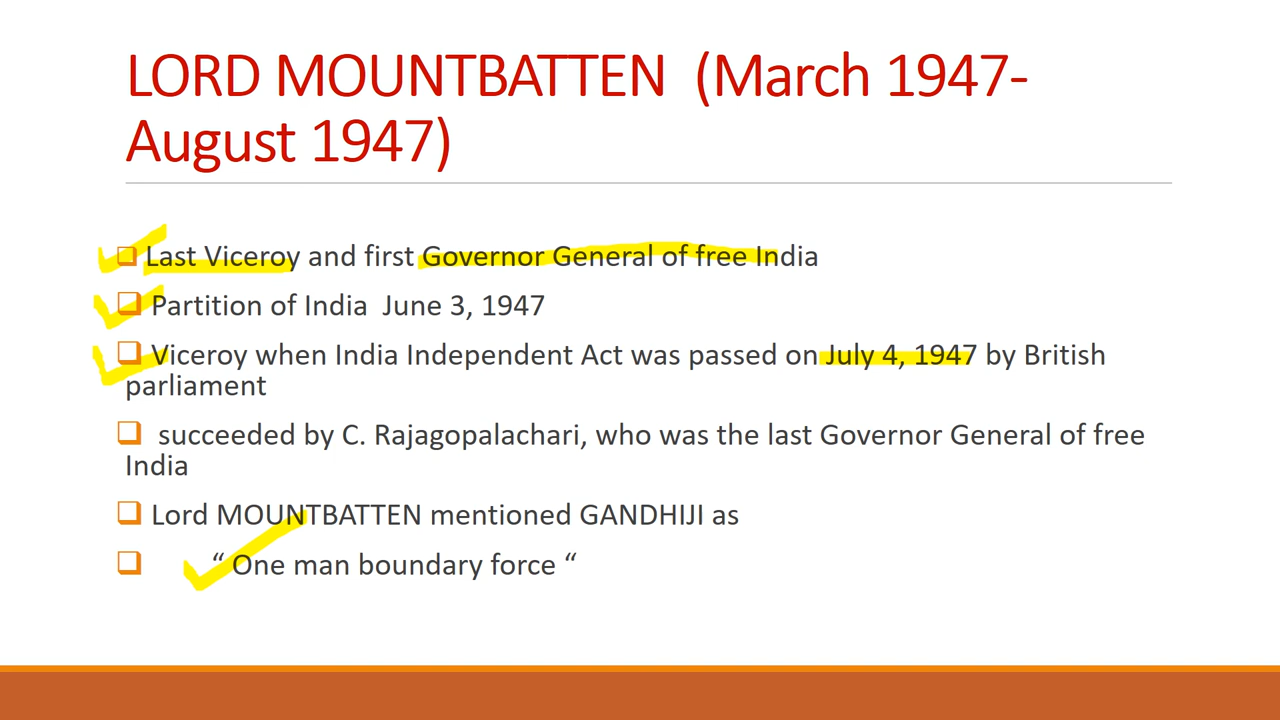 LORD MOUNTBATTEN (March 1947-
August 1947)
Last Viceroy and first Governor General of free India
Partition of India June 3, 1947
Viceroy when India Independent Act was passed on July 4, 1947 by British
parliament
succeeded by C. Rajagopalachari, who was the last Governor General of free
India
Lord MOUNTBATTEN mentioned GANDHIJI as
“ One man boundary force “